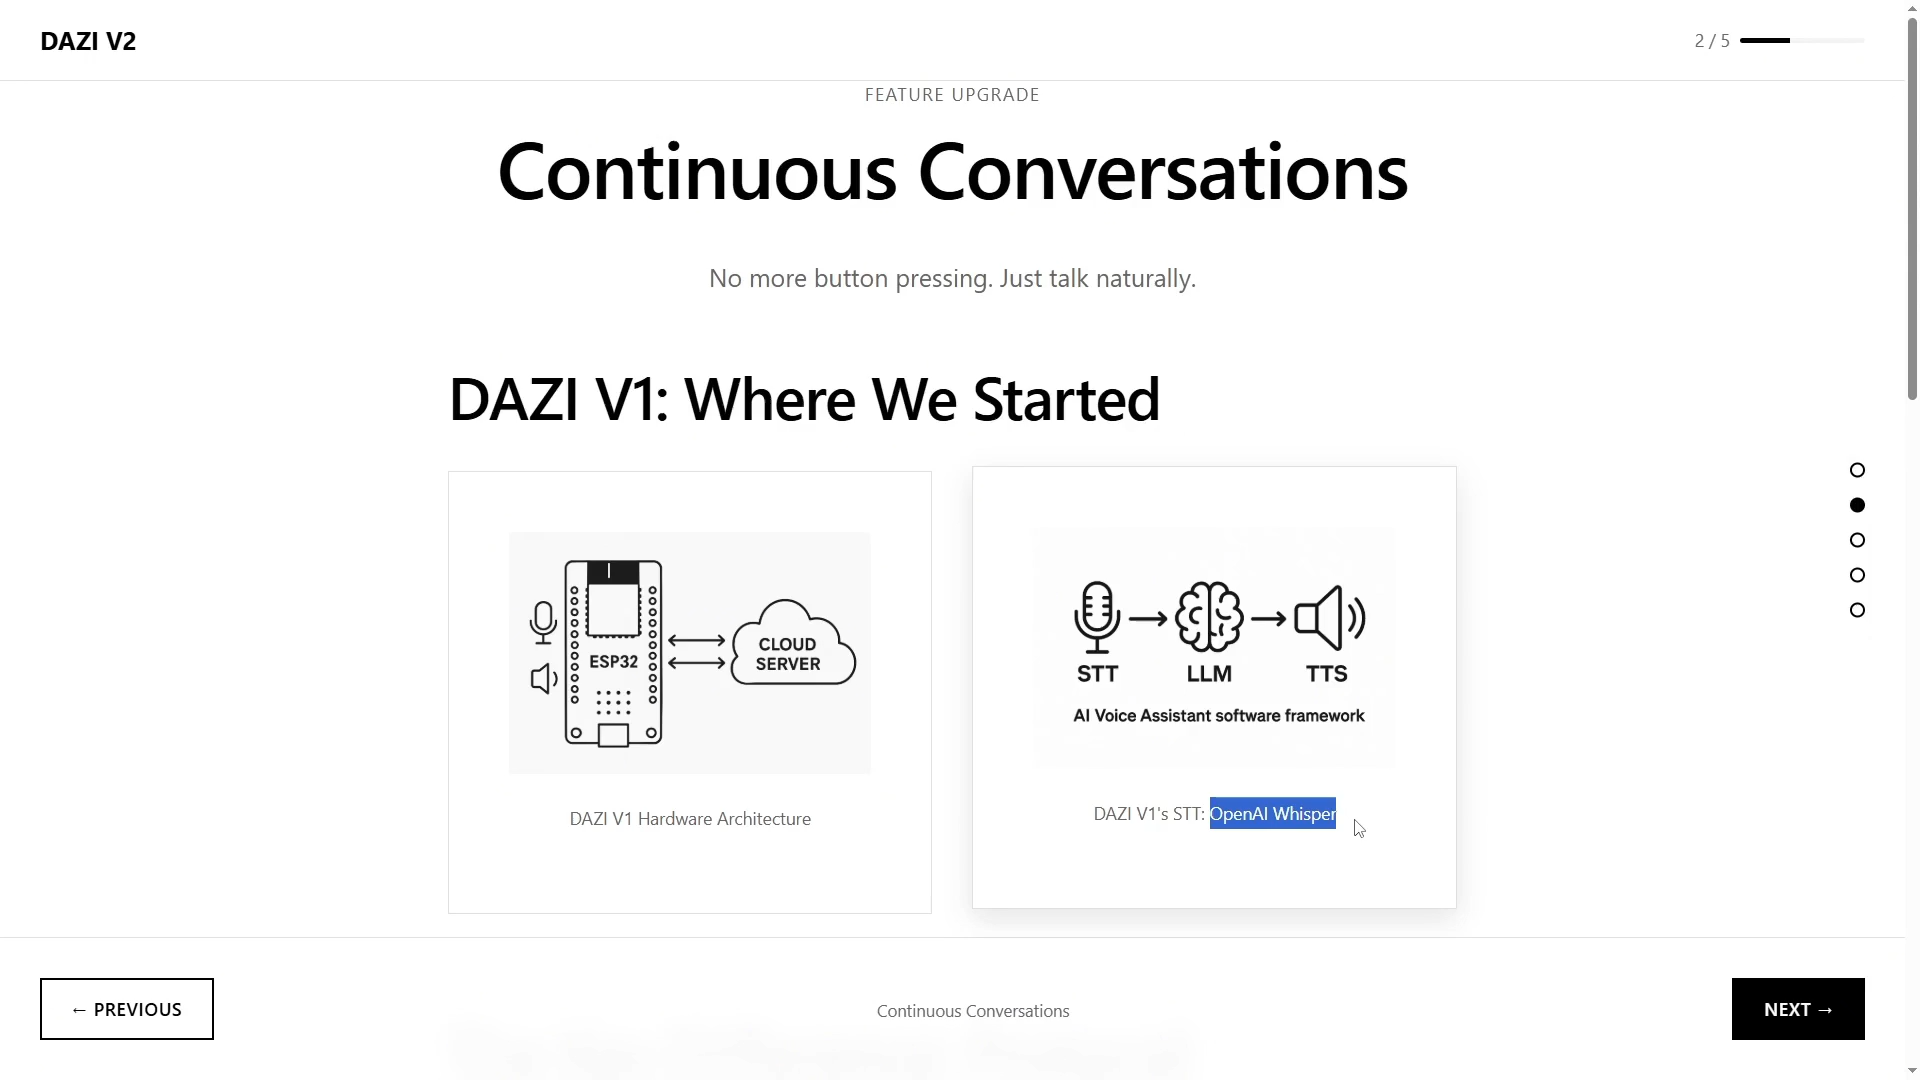 DAZI V2
2 / 5
FEATURE UPGRADE
Continuous Conversations
No more button pressing. Just talk naturally.
DAZI V1: Where We Started
ESP32
CLOUD
SERVER
DAZI V1 Hardware Architecture
STT
LLM
TTS
AI Voice Assistant software framework
DAZI V1's STT: OpenAI Whisper
← PREVIOUS
Continuous Conversations
NEXT →